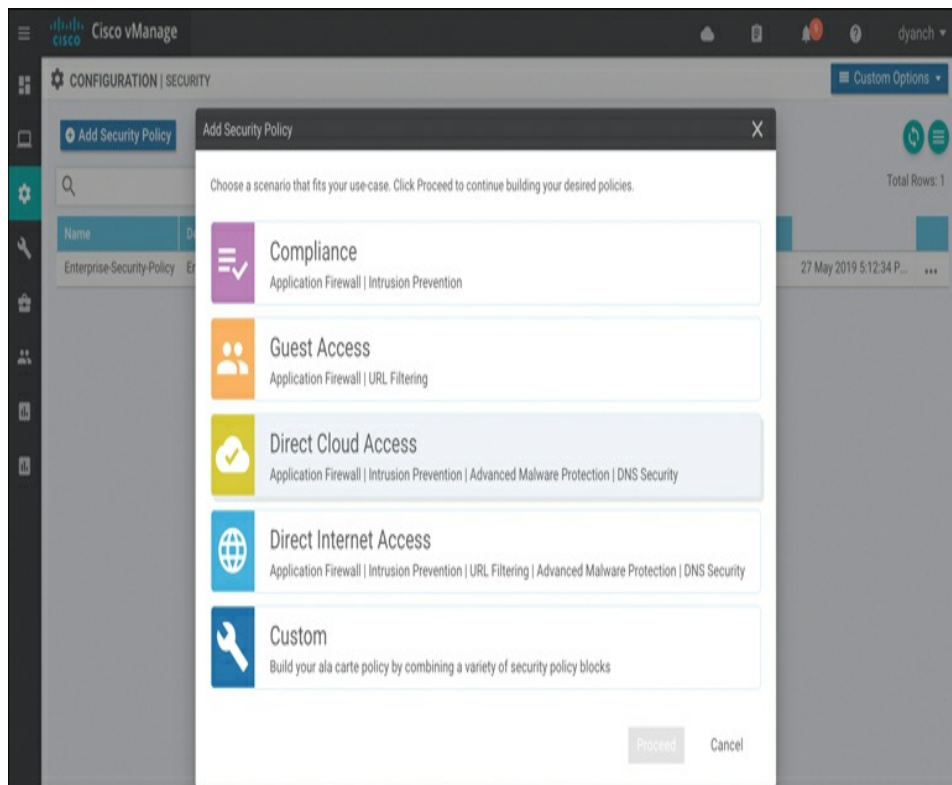 CISCO Cisco vManage
9
dyanch
CONFIGURATION | SECURITY
Custom Options
Add Security Policy
Add Security Policy
X
Choose a scenario that fits your use-case. Click Proceed to continue building your desired policies.
Total Rows: 1
Name
Enterprise-Security-Policy
27 May 2019 5:12:34 P...
Compliance
Application Firewall | Intrusion Prevention
Guest Access
Application Firewall | URL Filtering
Direct Cloud Access
Application Firewall | Intrusion Prevention | Advanced Malware Protection | DNS Security
Direct Internet Access
Application Firewall | Intrusion Prevention | URL Filtering | Advanced Malware Protection | DNS Security
Custom
Build your ala carte policy by combining a variety of security policy blocks
Proceed
Cancel